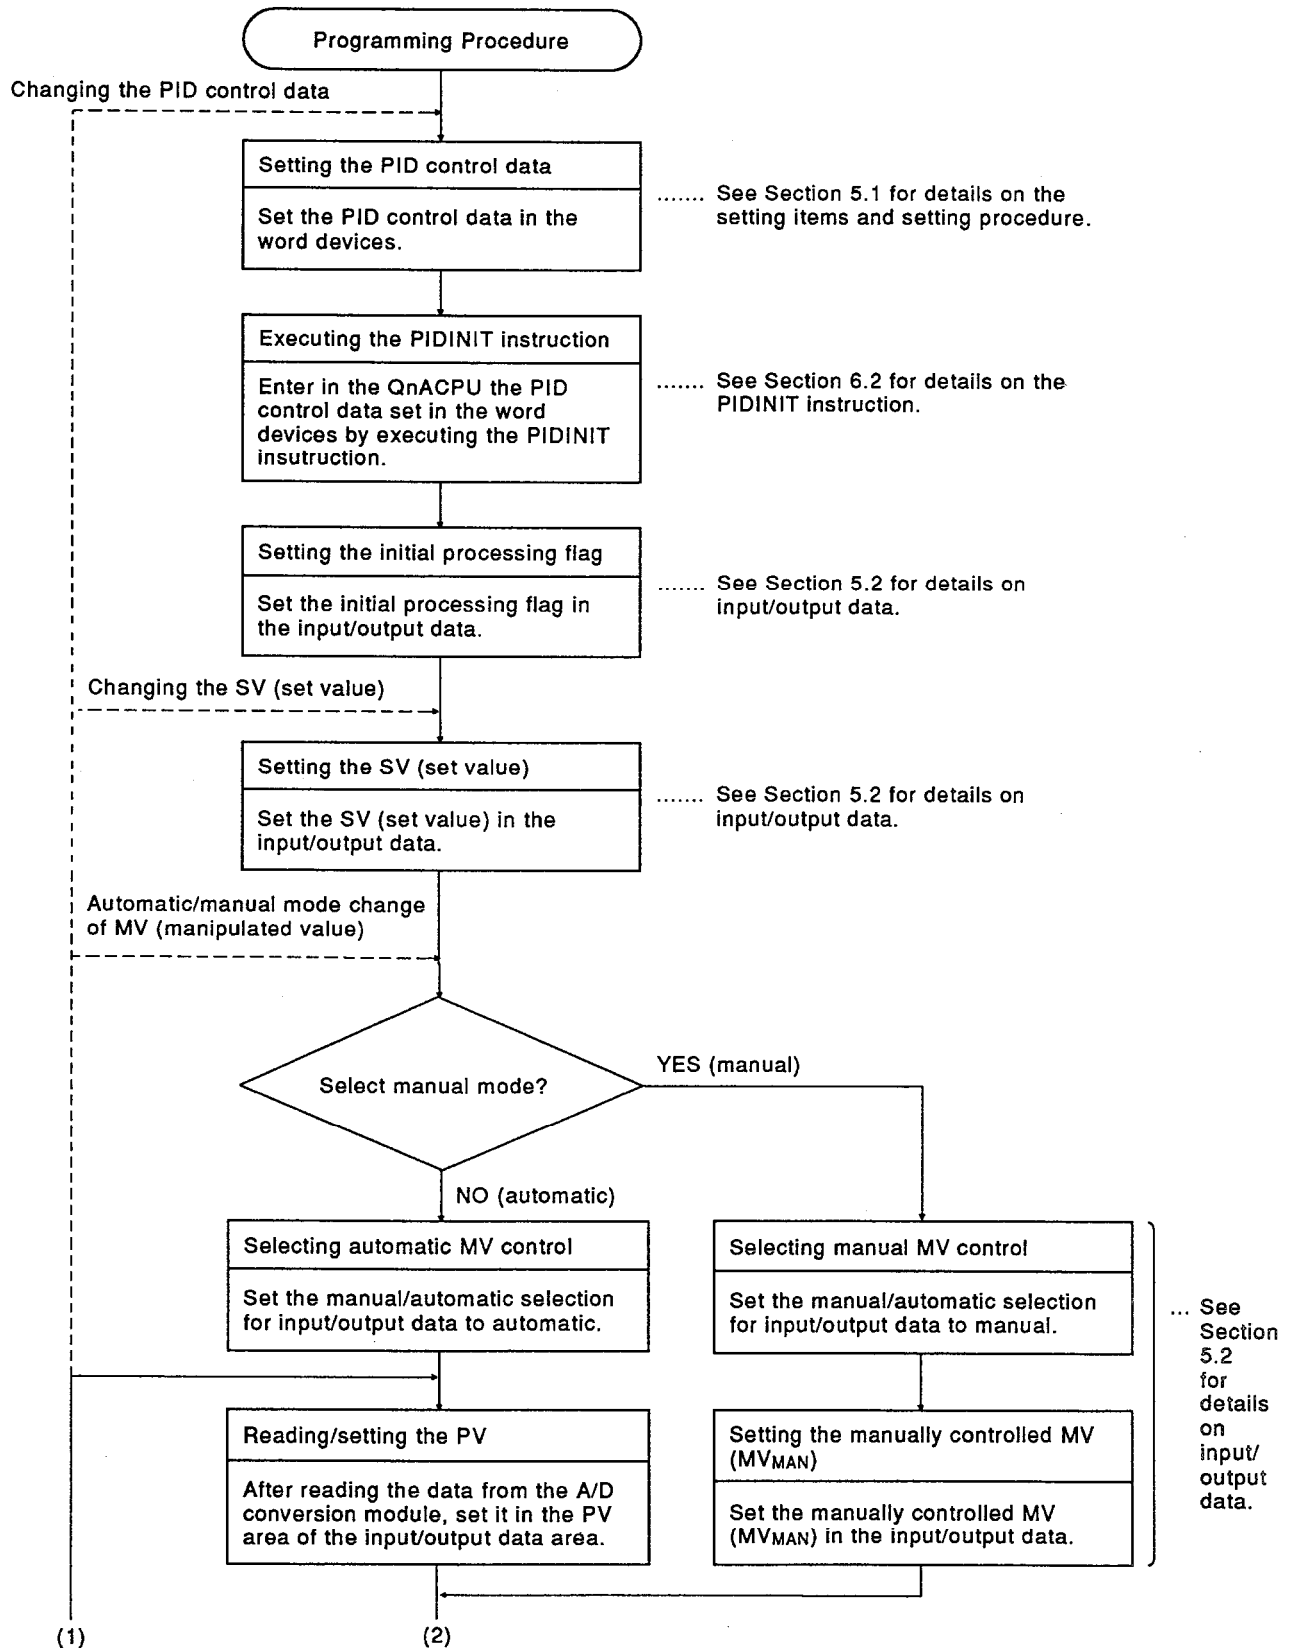 Programming Procedure
Changing the PID control data
Setting the PID control data
Set the PID control data in the
word devices.
....... See Section 5.1 for details on the
setting items and setting procedure.
Executing the PIDINIT instruction
Enter in the QnACPU the PID
control data set in the word
devices by executing the PIDINIT
insutruction.
....... See Section 6.2 for details on the
PIDINIT instruction.
Setting the initial processing flag
Set the initial processing flag in
the input/output data.
....... See Section 5.2 for details on
input/output data.
Changing the SV (set value)
Setting the SV (set value)
Set the SV (set value) in the
input/output data.
....... See Section 5.2 for details on
input/output data.
Automatic/manual mode change
of MV (manipulated value)
Select manual mode?
YES (manual)
NO (automatic)
Selecting automatic MV control
Set the manual/automatic selection
for input/output data to automatic.
Selecting manual MV control
Set the manual/automatic selection
for input/output data to manual.
Reading/setting the PV
After reading the data from the A/D
conversion module, set it in the PV
area of the input/output data area.
Setting the manually controlled MV
(MVMAN)
Set the manually controlled MV
(MVMAN) in the input/output data.
... See
Section
5.2
for
details
on
input/
output
data.
(1)
(2)